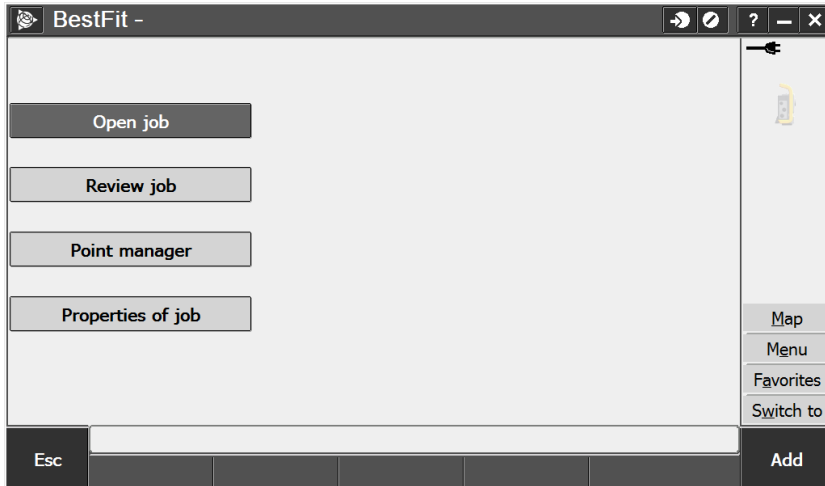 BestFit -
?
Open job
Review job
Point manager
Properties of job
Map
Menu
Favorites
Switch to
Esc
Add